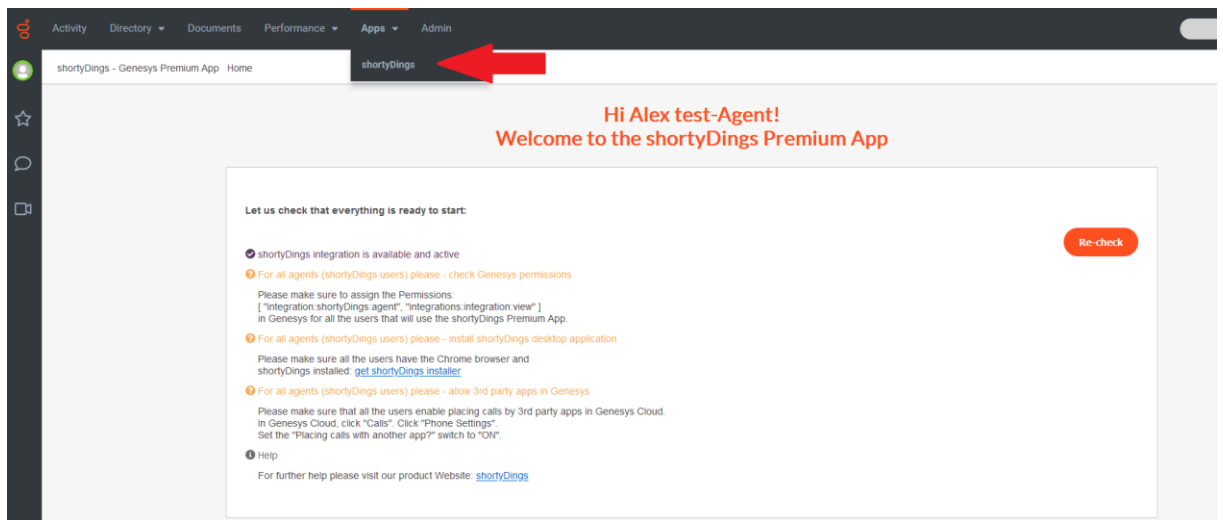 Activity Directory Documents Performance Apps Admin
shortyDings - Genesys Premium App Home
shortyDings
Hi Alex test-Agent!
Welcome to the shortyDings Premium App
Let us check that everything is ready to start:
Re-check
shortyDings integration is available and active
For all agents (shortyDings users) please - check Genesys permissions
Please make sure to assign the Permissions:
[ "integration:shortyDings:agent", "integrations:integration:view" ]
in Genesys for all the users that will use the shortyDings Premium App.
For all agents (shortyDings users) please - install shortyDings desktop application
Please make sure all the users have the Chrome browser and
shortyDings installed: get shortyDings installer
For all agents (shortyDings users) please - allow 3rd party apps in Genesys
Please make sure that all the users enable placing calls by 3rd party apps in Genesys Cloud.
In Genesys Cloud, click "Calls". Click "Phone Settings".
Set the "Placing calls with another app?" switch to "ON".
Help
For further help please visit our product Website: shortyDings